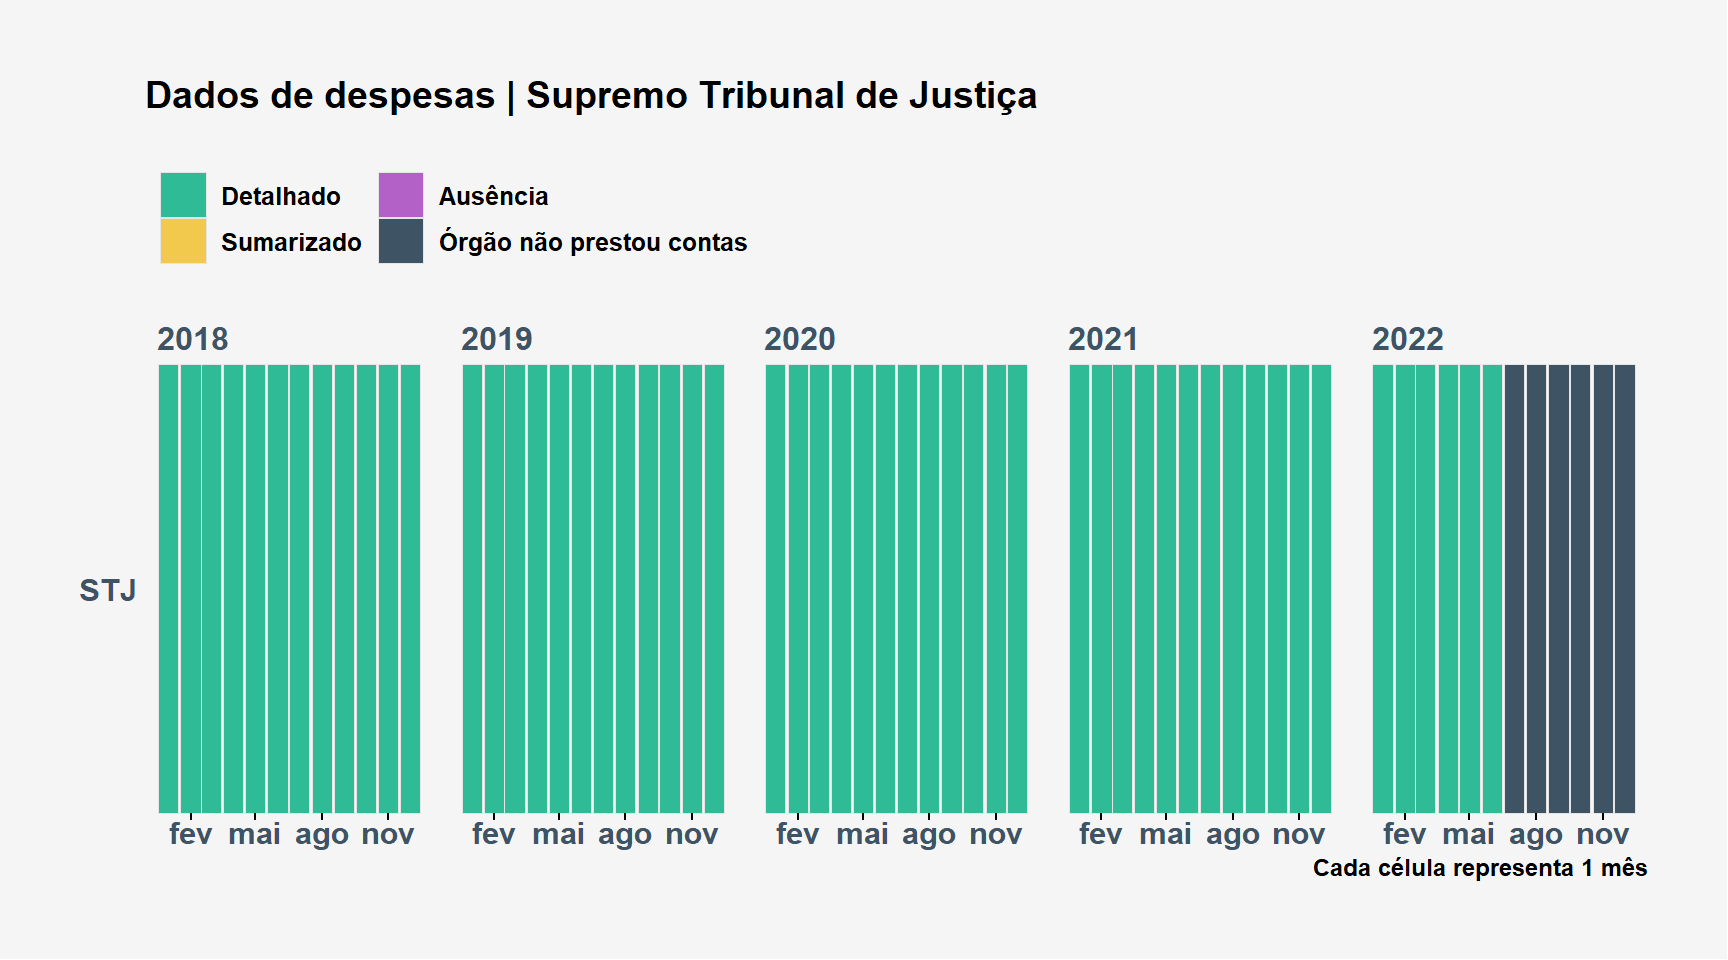 Dados de despesas | Supremo Tribunal de Justiça
Detalhado
Ausência
Sumarizado
Órgão não prestou contas
2018
2019
2020
2021
2022
STJ
fev mai ago nov
fev mai ago nov
fev mai ago nov
fev mai ago nov
fev mai ago nov
Cada célula representa 1 mês